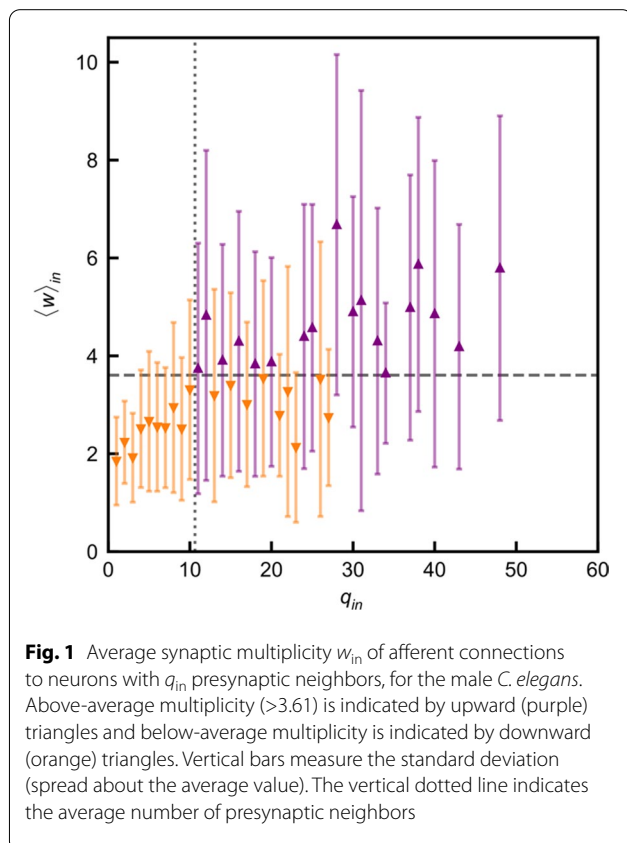 10
8
6
4
2
0
⟨w⟩in
0 10 20 30 40 50 60
qin
Fig. 1 Average synaptic multiplicity win of afferent connections
to neurons with qin presynaptic neighbors, for the male C. elegans.
Above-average multiplicity (>3.61) is indicated by upward (purple)
triangles and below-average multiplicity is indicated by downward
(orange) triangles. Vertical bars measure the standard deviation
(spread about the average value). The vertical dotted line indicates
the average number of presynaptic neighbors